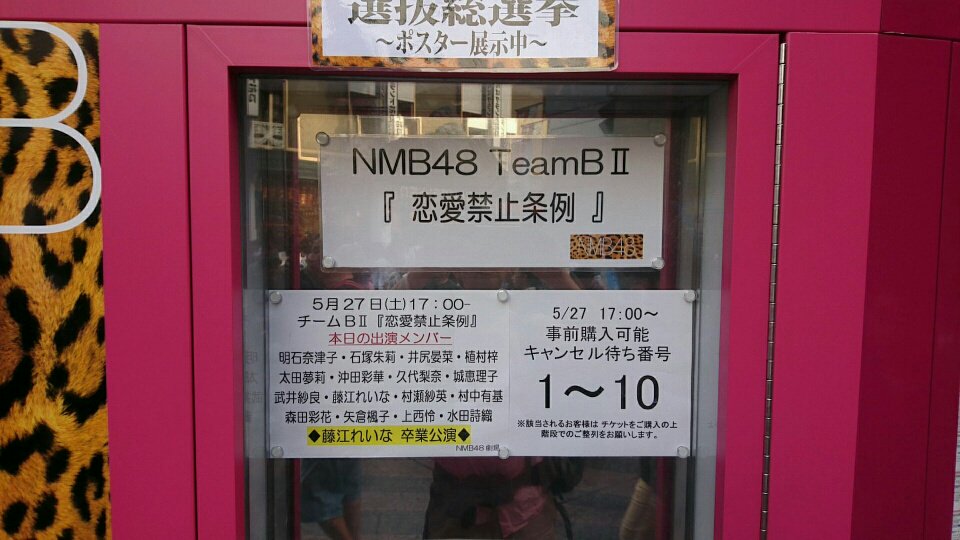 選抜総選挙
～ポスター展示中～
B
NMB48 TeamBⅡ
『 恋愛禁止条例 』
NMB48
5月27日(土)17：00-
チームBⅡ『恋愛禁止条例』
本日の出演メンバー
明石奈津子・石塚朱莉・井尻晏菜・植村梓
太田夢莉・沖田彩華・久代梨奈・城恵理子
武井紗良・藤江れいな・村瀬紗英・村中有基
森田彩花・矢倉楓子・上西怜・水田詩織
◆藤江れいな 卒業公演◆
NMB48劇場
5/27 17:00～
事前購入可能
キャンセル待ち番号
1～10
※該当されるお客様は チケットをご購入の上
階段でのご整列をお願いします。